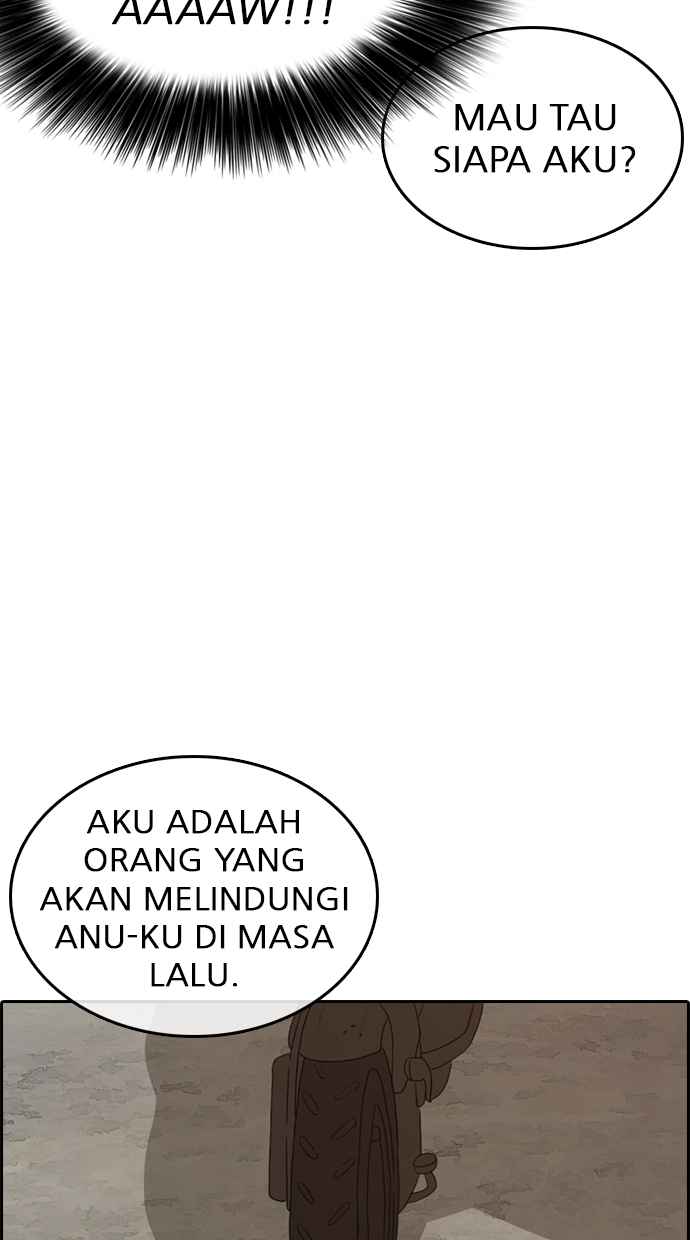 AAAAW!!!
MAU TAU
SIAPA AKU?
AKU ADALAH
ORANG YANG
AKAN MELINDUNGI
ANU-KU DI MASA
LALU.